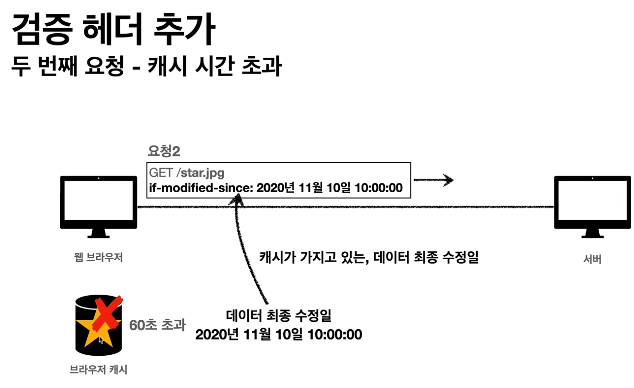 검증 헤더 추가
두 번째 요청 - 캐시 시간 초과
요청2
GET /star.jpg
if-modified-since: 2020년 11월 10일 10:00:00
웹 브라우저
서버
캐시가 가지고 있는, 데이터 최종 수정일
데이터 최종 수정일
2020년 11월 10일 10:00:00
60초 초과
브라우저 캐시